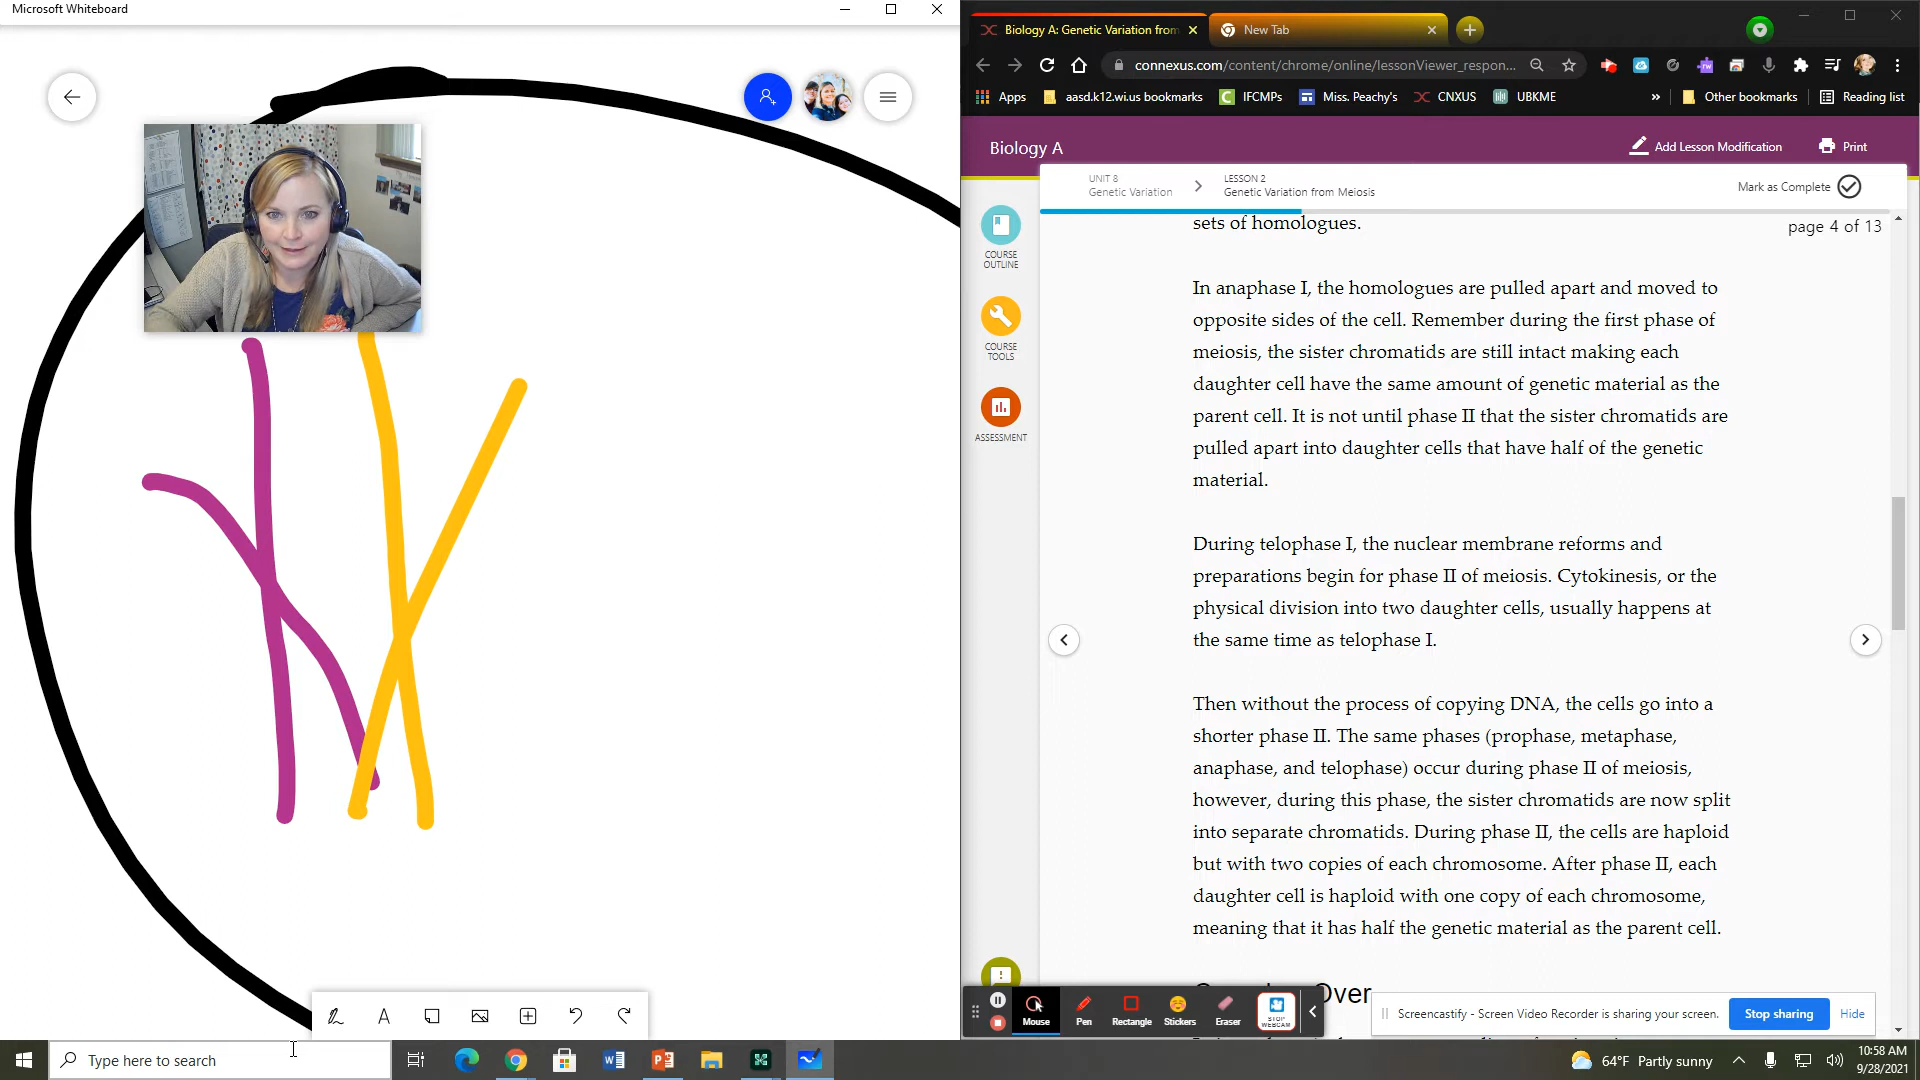 Microsoft Whiteboard
Biology A: Genetic Variation from
New Tab
connexus.com/content/chrome/online/lessonViewer_respon...
Apps
aasd.k12.wi.us bookmarks
IFCMPs
Miss. Peachy's
CNXUS
UBKME
»
Other bookmarks
Reading list
Biology A
Add Lesson Modification
Print
UNIT 8
Genetic Variation
LESSON 2
Genetic Variation from Meiosis
Mark as Complete
page 4 of 13
COURSE
OUTLINE
COURSE
TOOLS
ASSESSMENT
sets of homologues.
In anaphase I, the homologues are pulled apart and moved to
opposite sides of the cell. Remember during the first phase of
meiosis, the sister chromatids are still intact making each
daughter cell have the same amount of genetic material as the
parent cell. It is not until phase II that the sister chromatids are
pulled apart into daughter cells that have half of the genetic
material.
During telophase I, the nuclear membrane reforms and
preparations begin for phase II of meiosis. Cytokinesis, or the
physical division into two daughter cells, usually happens at
the same time as telophase I.
Then without the process of copying DNA, the cells go into a
shorter phase II. The same phases (prophase, metaphase,
anaphase, and telophase) occur during phase II of meiosis,
however, during this phase, the sister chromatids are now split
into separate chromatids. During phase II, the cells are haploid
but with two copies of each chromosome. After phase II, each
daughter cell is haploid with one copy of each chromosome,
meaning that it has half the genetic material as the parent cell.
Over
Mouse
Pen
Rectangle
Stickers
Eraser
STOP
WEBCAM
Screencastify - Screen Video Recorder is sharing your screen.
Stop sharing
Hide
Type here to search
64°F Partly sunny
10:58 AM
9/28/2021